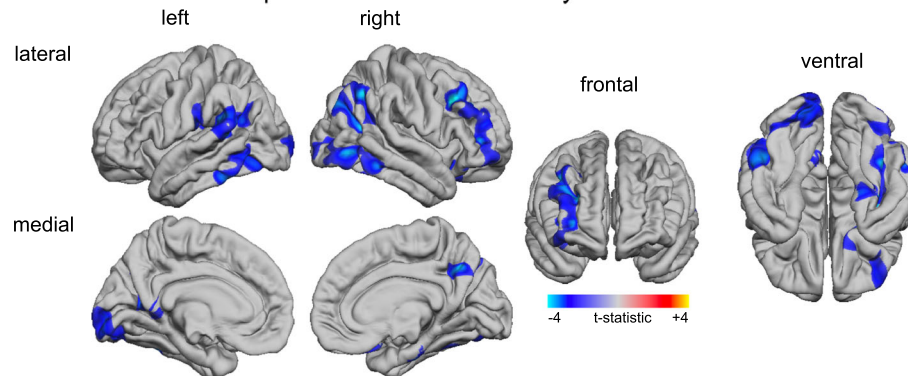 left
right
lateral
frontal
ventral
medial
-4 t-statistic +4